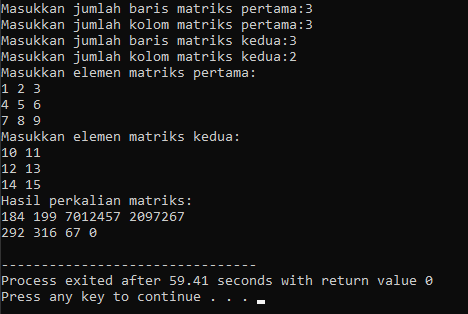 Masukkan jumlah baris matriks pertama:3
Masukkan jumlah kolom matriks pertama:3
Masukkan jumlah baris matriks kedua:3
Masukkan jumlah kolom matriks kedua:2
Masukkan elemen matriks pertama:
1 2 3
4 5 6
7 8 9
Masukkan elemen matriks kedua:
10 11
12 13
14 15
Hasil perkalian matriks:
184 199 7012457 2097267
292 316 67 0
--------------------------------
Process exited after 59.41 seconds with return value 0
Press any key to continue . . .